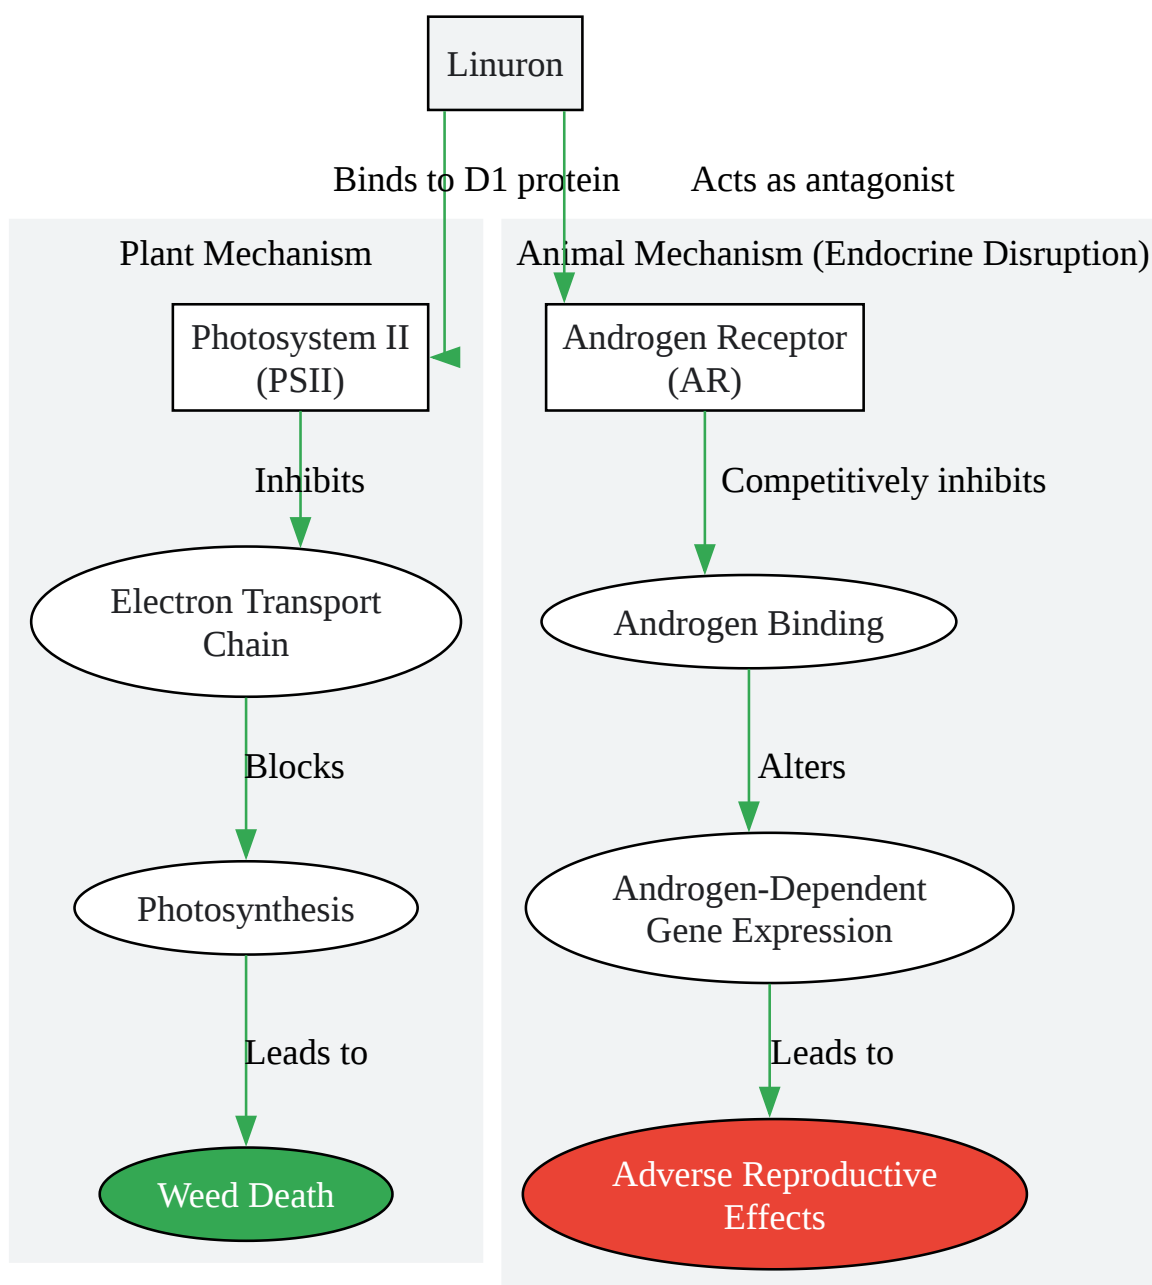 Linuron
Binds to D1 protein
Acts as antagonist
Plant Mechanism
Photosystem II
(PSII)
Inhibits
Electron Transport
Chain
Blocks
Photosynthesis
Leads to
Weed Death
Animal Mechanism (Endocrine Disruption)
Androgen Receptor
(AR)
Competitively inhibits
Androgen Binding
Alters
Androgen-Dependent
Gene Expression
Leads to
Adverse Reproductive
Effects